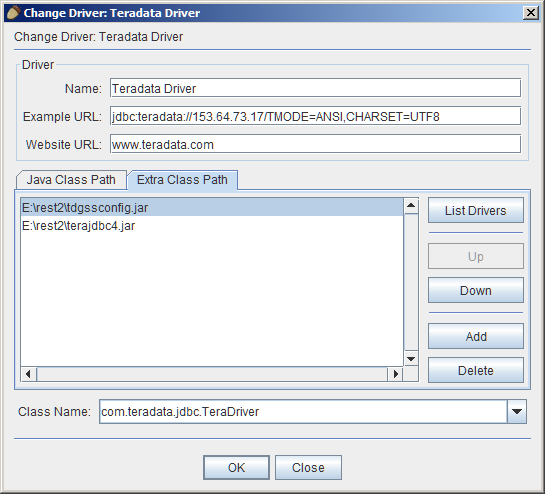 Change Driver: Teradata Driver
Change Driver: Teradata Driver
Driver
Name: Teradata Driver
Example URL: jdbc:teradata://153.64.73.17/TMODE=ANSI,CHARSET=UTF8
Website URL: www.teradata.com
Java Class Path Extra Class Path
E:\rest2\tdgssconfig.jar
E:\rest2\terajdbc4.jar
List Drivers
Up
Down
Add
Delete
Class Name: com.teradata.jdbc.TeraDriver
OK Close